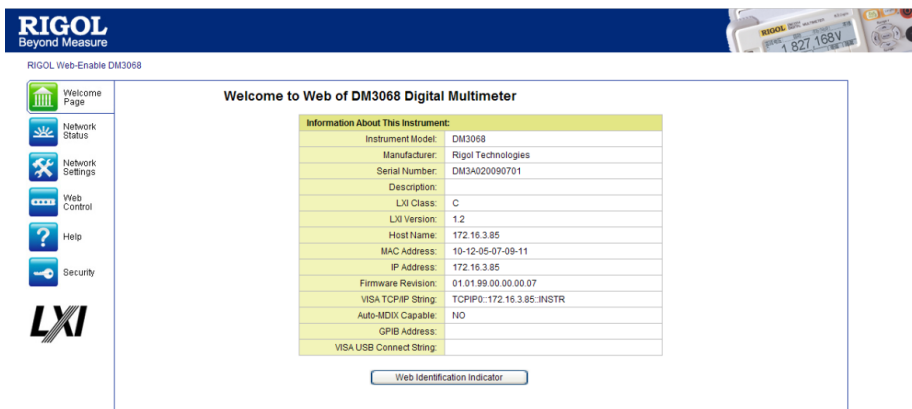 RIGOL
Beyond Measure
RIGOL
1 827 168V
RIGOL Web-Enable DM3068
Welcome Page
Network Status
Network Settings
Web Control
Help
Security
LXI
Welcome to Web of DM3068 Digital Multimeter
Information About This Instrument:
Instrument Model: DM3068
Manufacturer: Rigol Technologies
Serial Number: DM3A020090701
Description:
LXI Class: C
LXI Version: 1.2
Host Name: 172.16.3.85
MAC Address: 10-12-05-07-09-11
IP Address: 172.16.3.85
Firmware Revision: 01.01.99.00.00.00.07
VISA TCP/IP String: TCPIP0::172.16.3.85::INSTR
Auto-MDIX Capable: NO
GPIB Address:
VISA USB Connect String:
Web Identification Indicator